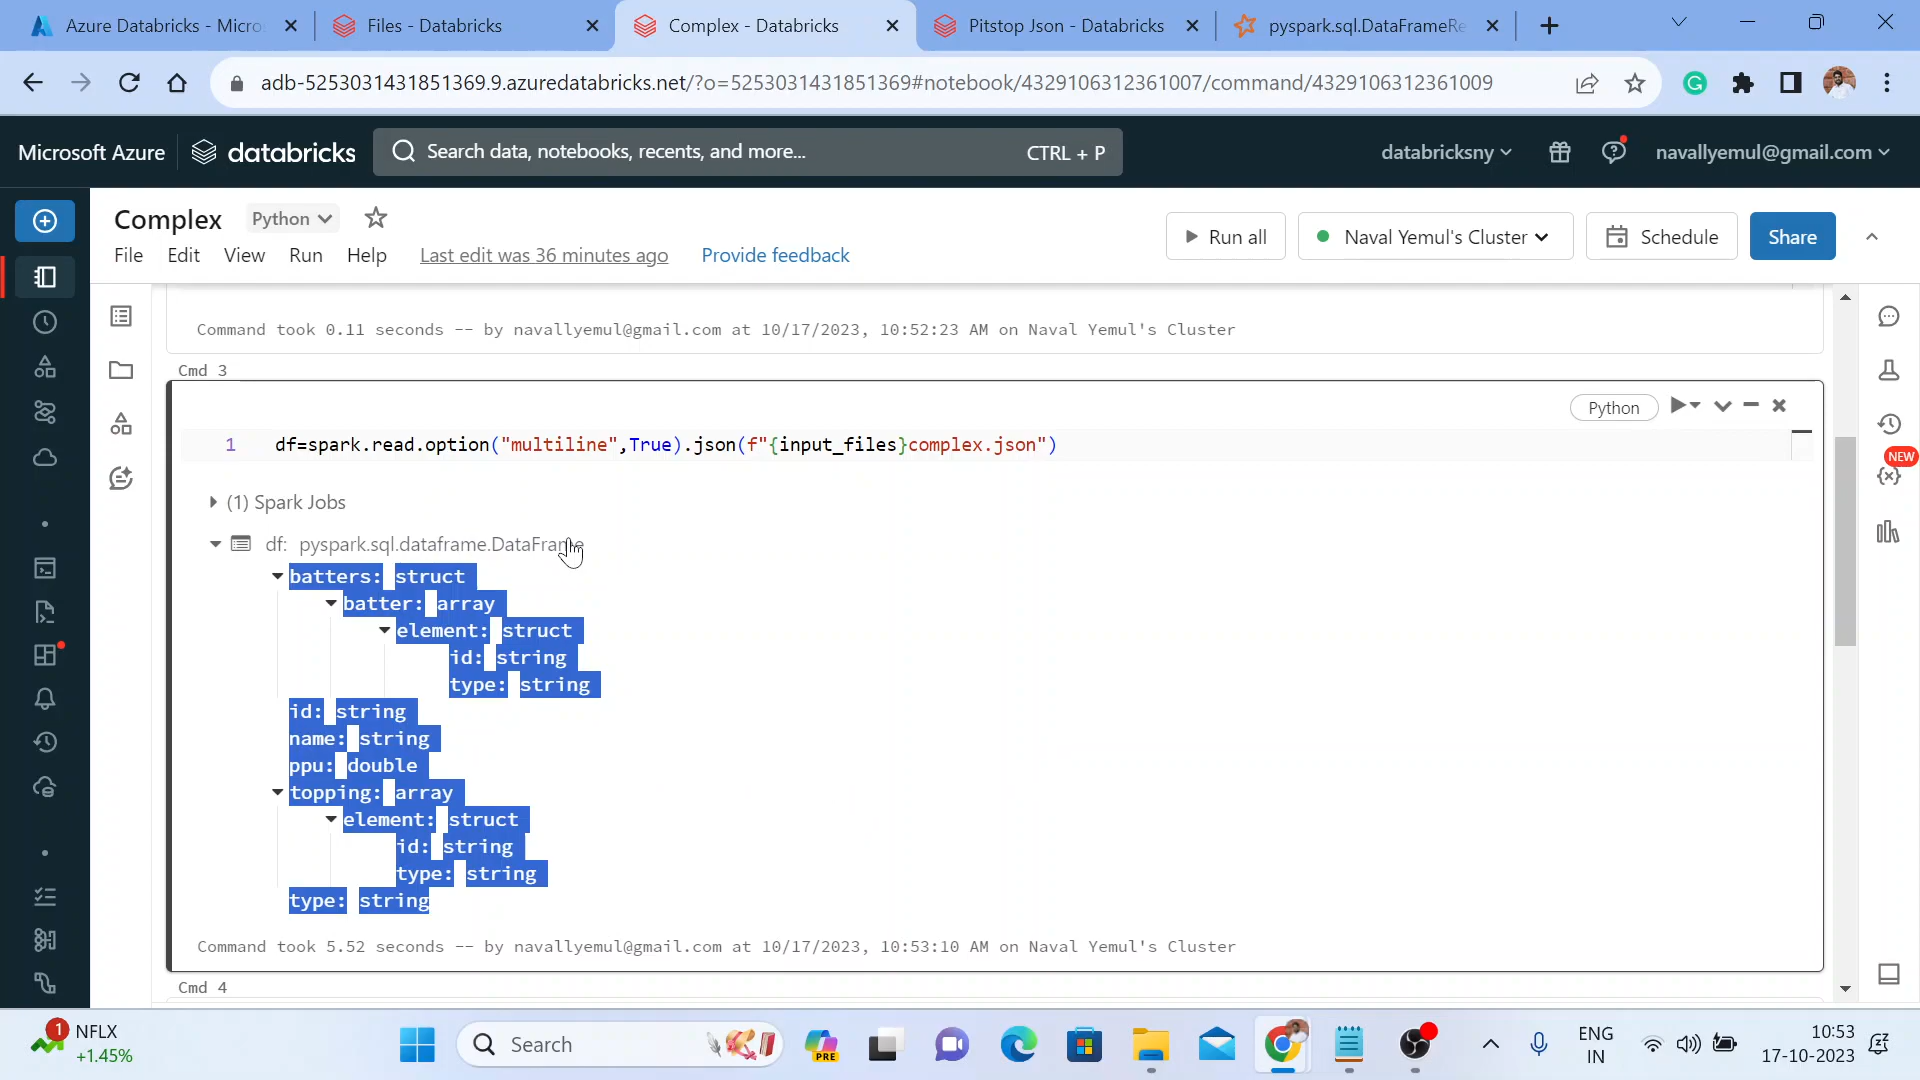 Azure Databricks - Micro
Files - Databricks
Complex - Databricks
Pitstop Json - Databricks
pyspark.sql.DataFrameRe
adb-5253031431851369.9.azuredatabricks.net/?o=5253031431851369#notebook/4329106312361007/command/4329106312361009
Microsoft Azure
databricks
Search data, notebooks, recents, and more...
CTRL + P
databricksny
navallyemul@gmail.com
Complex
Python
File
Edit
View
Run
Help
Last edit was 36 minutes ago
Provide feedback
Run all
Naval Yemul's Cluster
Schedule
Share
Command took 0.11 seconds -- by navallyemul@gmail.com at 10/17/2023, 10:52:23 AM on Naval Yemul's Cluster
Cmd 3
Python
1 df=spark.read.option("multiline",True).json(f"{input_files}complex.json")
NEW
(1) Spark Jobs
df: pyspark.sql.dataframe.DataFrame
batters: struct
batter: array
element: struct
id: string
type: string
id: string
name: string
ppu: double
topping: array
element: struct
id: string
type: string
type: string
Command took 5.52 seconds -- by navallyemul@gmail.com at 10/17/2023, 10:53:10 AM on Naval Yemul's Cluster
Cmd 4
1
NFLX
+1.45%
Search
PRE
ENG
IN
10:53
17-10-2023